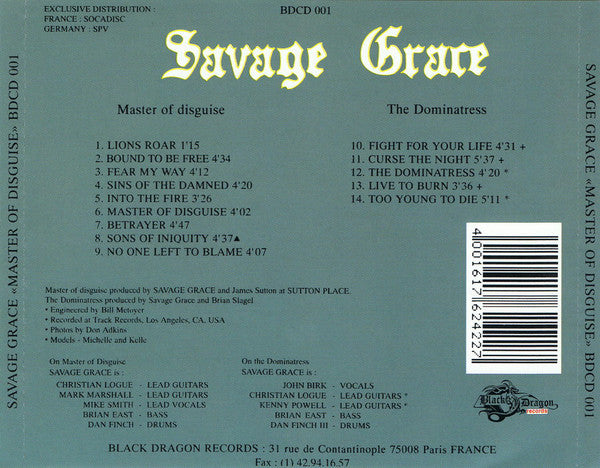 EXCLUSIVE DISTRIBUTION :
FRANCE : SOCADISC
GERMANY : SPV
BDCD 001
Savage Grace
Master of disguise
1. LIONS ROAR 1'15
2. BOUND TO BE FREE 4'34
3. FEAR MY WAY 4'12
4. SINS OF THE DAMNED 4'20
5. INTO THE FIRE 3'26
6. MASTER OF DISGUISE 4'02
7. BETRAYER 4'47
8. SONS OF INIQUITY 4'37▲
9. NO ONE LEFT TO BLAME 4'07
The Dominatress
10. FIGHT FOR YOUR LIFE 4'31 +
11. CURSE THE NIGHT 5'37 +
12. THE DOMINATRESS 4'20 *
13. LIVE TO BURN 3'36 +
14. TOO YOUNG TO DIE 5'11 *
Master of disguise produced by SAVAGE GRACE and James Sutton at SUTTON PLACE.
The Dominatress produced by Savage Grace and Brian Slagel
• Engineered by Bill Metoyer
• Recorded at Track Records, Los Angeles, CA. USA
• Photos by Don Adkins
• Models - Michelle and Kelle
On Master of Disguise
SAVAGE GRACE is :
CHRISTIAN LOGUE - LEAD GUITARS
MARK MARSHALL - LEAD GUITARS
MIKE SMITH - LEAD VOCALS
BRIAN EAST - BASS
DAN FINCH - DRUMS
On the Dominatress
SAVAGE GRACE is :
JOHN BIRK - VOCALS
CHRISTIAN LOGUE - LEAD GUITARS *
KENNY POWELL - LEAD GUITARS *
BRIAN EAST - BASS
DAN FINCH III - DRUMS
4 001617 624227
Black Dragon
records
BLACK DRAGON RECORDS : 31 rue de Contantinople 75008 Paris FRANCE
Fax : (1) 42.94.16.57
SAVAGE GRACE «MASTER OF DISGUISE» BDCD 001
SAVAGE GRACE «MASTER OF DISGUISE» BDCD 001